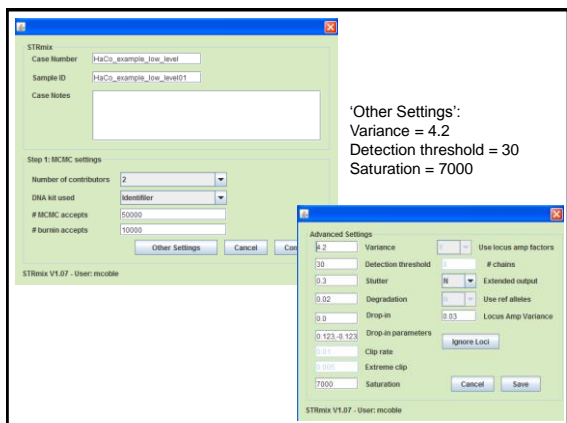 STRmix
Case Number HaCo_example_low_level
Sample ID HaCo_example_low_level01
Case Notes
'Other Settings':
Variance = 4.2
Detection threshold = 30
Saturation = 7000
Step 1: MCMC settings
Number of contributors 2
DNA kit used Identifiler
# MCMC accepts 50000
# burnin accepts 10000
Other Settings Cancel Con
STRmix V1.07 - User: mcoble
Advanced Settings
4.2 Variance Use locus amp factors
30 Detection threshold # chains
0.3 Stutter N Extended output
0.02 Degradation Use ref alleles
0.0 Drop-in 0.03 Locus Amp Variance
0.123,-0.123 Drop-in parameters
Ignore Loci
0.01 Clip rate
0.005 Extreme clip
7000 Saturation Cancel Save
STRmix V1.07 - User: mcoble